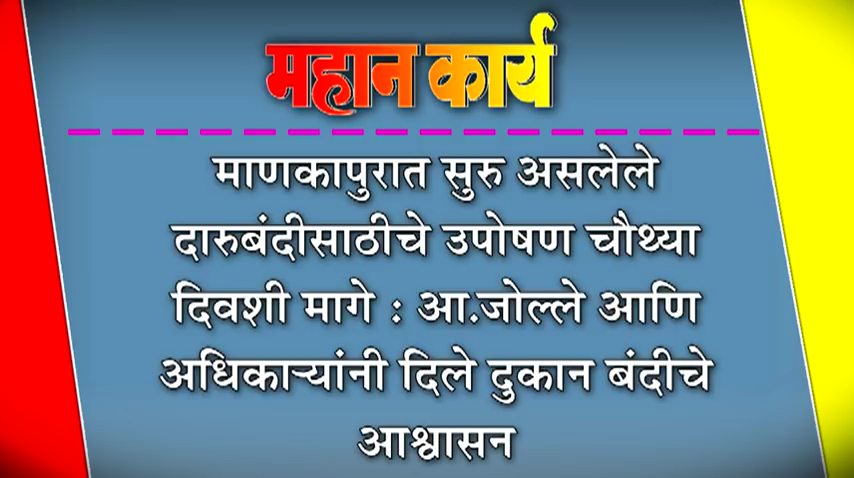 महान कार्य
माणकापुरात सुरु असलेले
दारुबंदीसाठीचे उपोषण चौथ्या
दिवशी मागे : आ.जोल्ले आणि
अधिकाऱ्यांनी दिले दुकान बंदीचे
आश्वासन